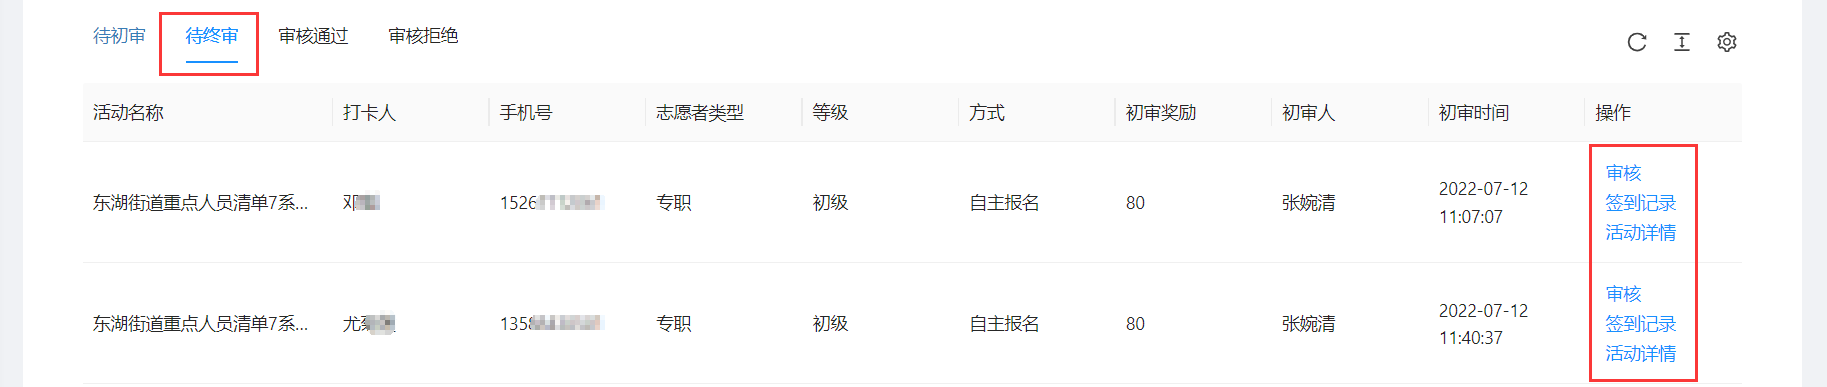 待初审 待终审 审核通过 审核拒绝
活动名称 打卡人 手机号 志愿者类型 等级 方式 初审奖励 初审人 初审时间 操作
东湖街道重点人员清单7系... 邓 1526 专职 初级 自主报名 80 张婉清 2022-07-12 11:07:07 审核
签到记录
活动详情
东湖街道重点人员清单7系... 尤 1358 专职 初级 自主报名 80 张婉清 2022-07-12 11:40:37 审核
签到记录
活动详情